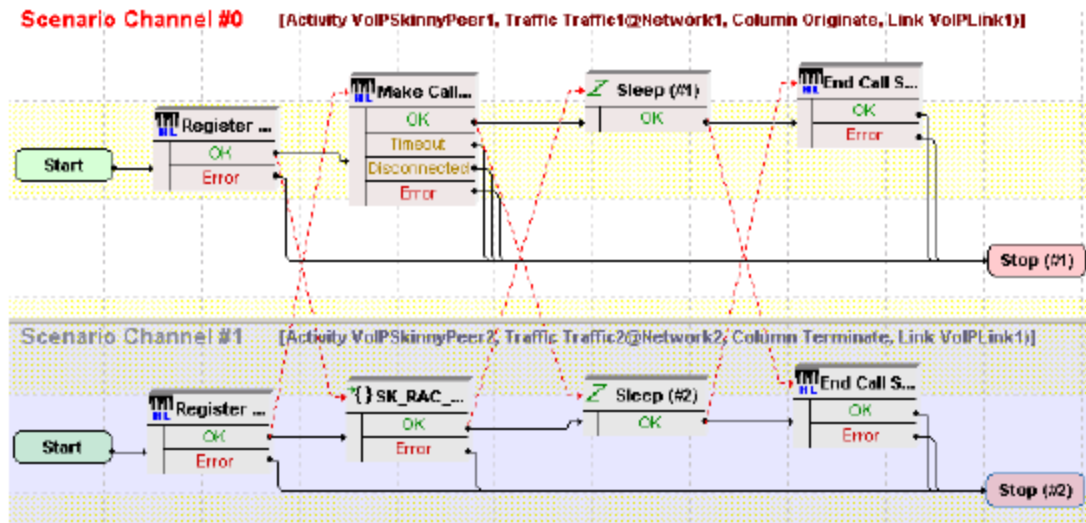 Scenario Channel #0 [Activity VoIPSkinnyPeer1, Traffic Traffic1@Network1, Column Originate, Link VoIPLink1)]
Make Call...
OK
Timeout
Disconnected
Error
Z Sleep (#1)
OK
End Call S...
OK
Error
Register ...
OK
Error
Start
Stop (#1)
Scenario Channel #1 [Activity VoIPSkinnyPeer2, Traffic Traffic2@Network2, Column Terminate, Link VoIPLink1)]
Start
Register ...
OK
Error
{} SK_RAC_...
OK
Error
Z Sleep (#2)
OK
End Call S...
OK
Error
Stop (#2)